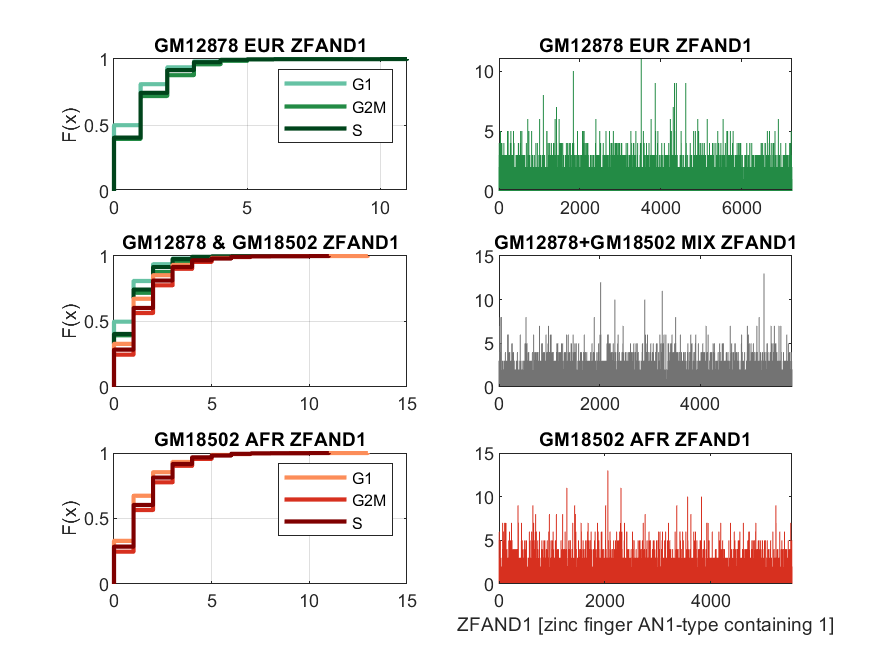 GM12878 EUR ZFAND1
F(x)
1
0.5
0
0
5
10
G1
G2M
S
GM12878 EUR ZFAND1
10
5
0
0
2000
4000
6000
GM12878 & GM18502 ZFAND1
F(x)
1
0.5
0
0
5
10
15
GM12878+GM18502 MIX ZFAND1
15
10
5
0
0
2000
4000
GM18502 AFR ZFAND1
F(x)
1
0.5
0
0
5
10
15
G1
G2M
S
GM18502 AFR ZFAND1
15
10
5
0
0
2000
4000
ZFAND1 [zinc finger AN1-type containing 1]